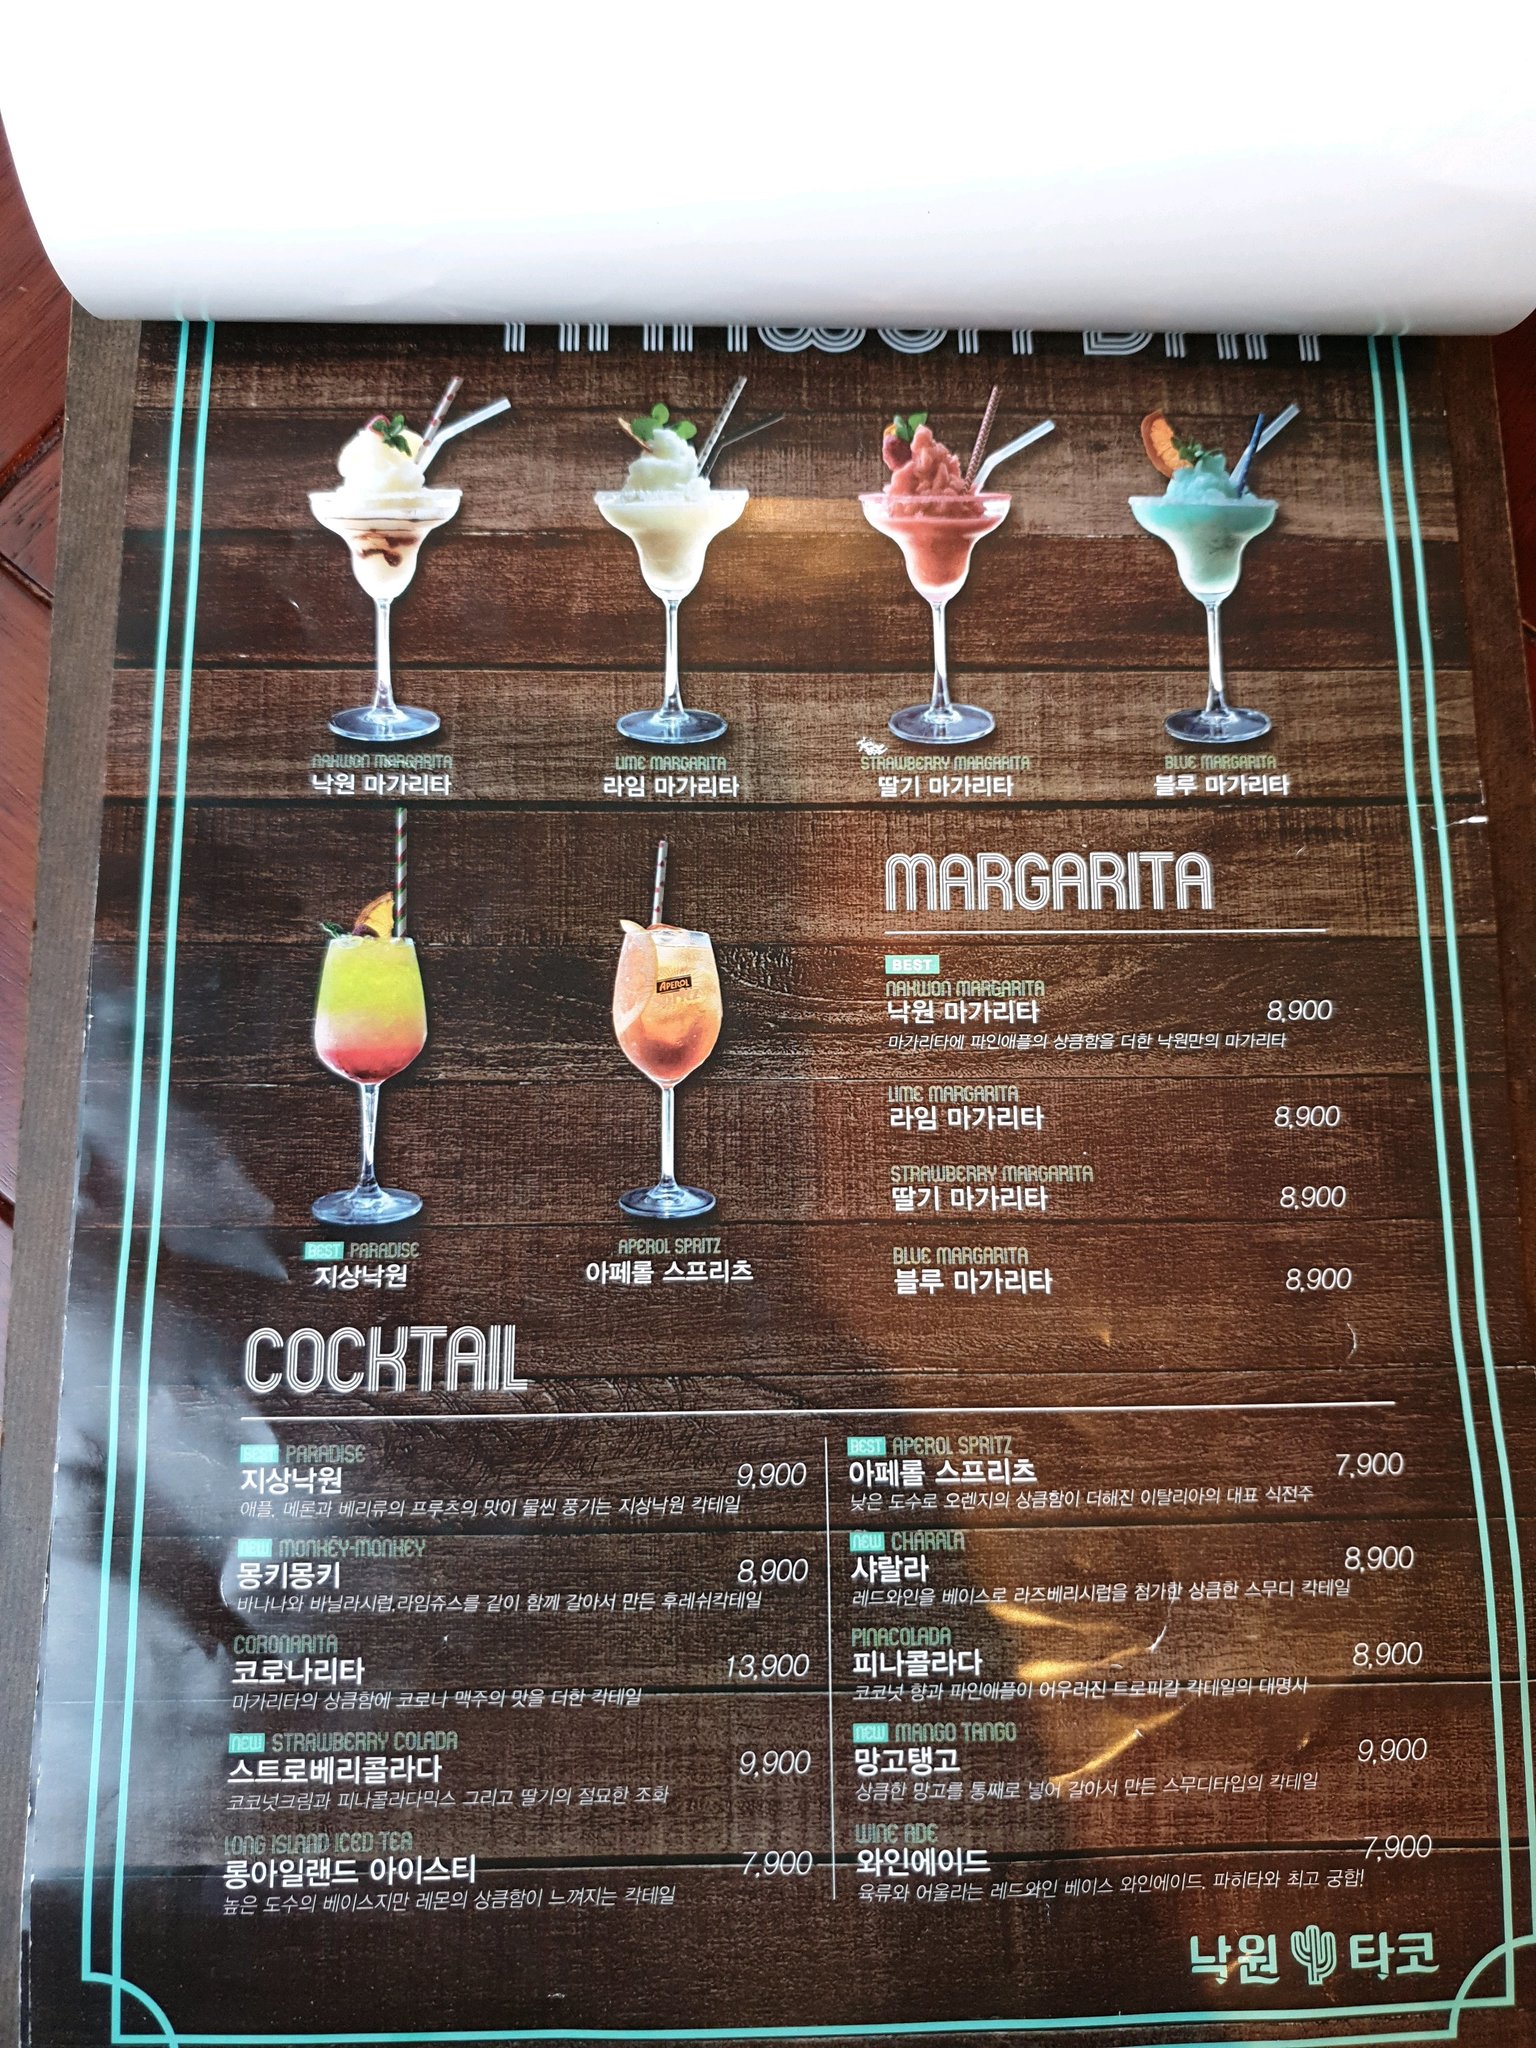 NAKWON MARGARITA
낙원 마가리타
LIME MARGARITA
라임 마가리타
STRAWBERRY MARGARITA
딸기 마가리타
BLUE MARGARITA
블루 마가리타
APEROL
BEST PARADISE
지상낙원
APEROL SPRITZ
아페롤 스프리츠
MARGARITA
BEST
NAKWON MARGARITA
낙원 마가리타 8,900
마가리타에 파인애플의 상큼함을 더한 낙원만의 마가리타
LIME MARGARITA
라임 마가리타 8,900
STRAWBERRY MARGARITA
딸기 마가리타 8,900
BLUE MARGARITA
블루 마가리타 8,900
COCKTAIL
BEST PARADISE
지상낙원 9,900
애플, 메론과 베리류의 프루츠의 맛이 물씬 풍기는 지상낙원 칵테일
NEW MONKEY-MONKEY
몽키몽키 8,900
바나나와 바닐라시럽,라임쥬스를 같이 함께 갈아서 만든 후레쉬칵테일
CORONARITA
코로나리타 13,900
마가리타의 상큼함에 코로나 맥주의 맛을 더한 칵테일
NEW STRAWBERRY COLADA
스트로베리콜라다 9,900
코코넛크림과 피나콜라다믹스 그리고 딸기의 절묘한 조화
LONG ISLAND ICED TEA
롱아일랜드 아이스티 7,900
높은 도수의 베이스지만 레몬의 상큼함이 느껴지는 칵테일
BEST APEROL SPRITZ
아페롤 스프리츠 7,900
낮은 도수로 오렌지의 상큼함이 더해진 이탈리아의 대표 식전주
NEW CHARALA
샤랄라 8,900
레드와인을 베이스로 라즈베리시럽을 첨가한 상큼한 스무디 칵테일
PINACOLADA
피나콜라다 8,900
코코넛 향과 파인애플이 어우러진 트로피칼 칵테일의 대명사
NEW MANGO TANGO
망고탱고 9,900
상큼한 망고를 통째로 넣어 갈아서 만든 스무디타입의 칵테일
WINE ADE
와인에이드 7,900
육류와 어울리는 레드와인 베이스 와인에이드, 파히타와 최고 궁합!
낙원 타코